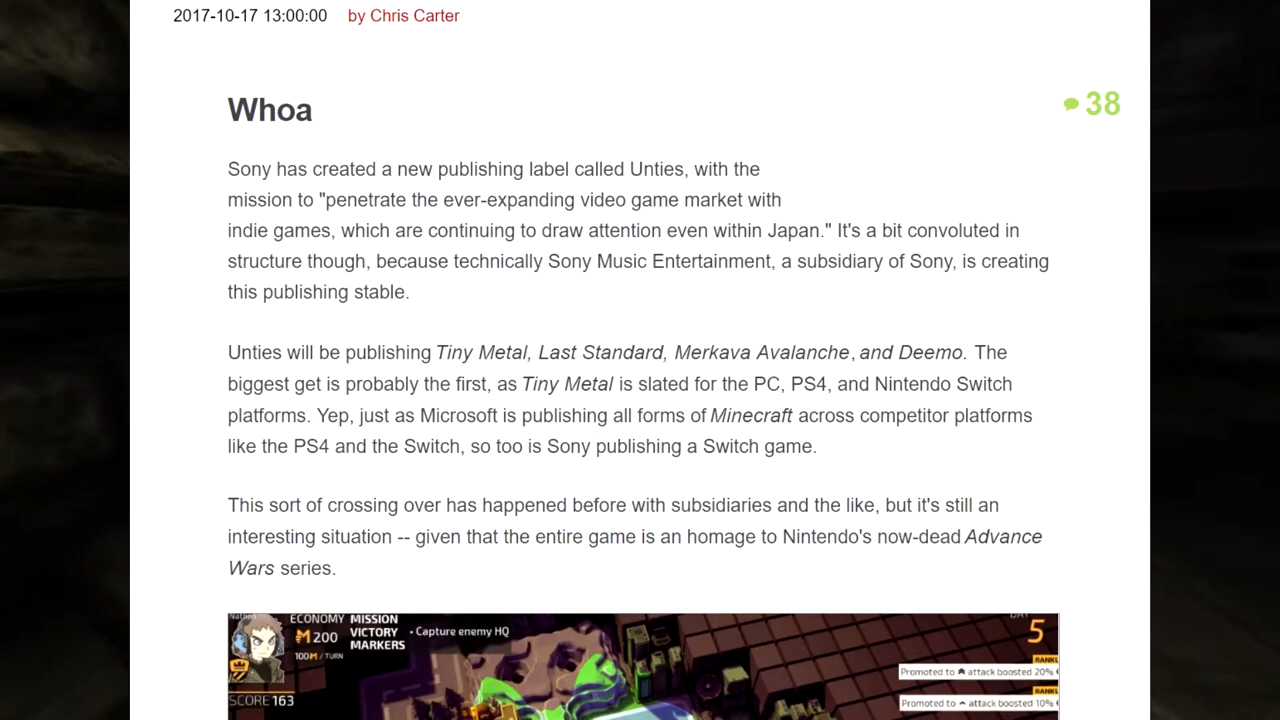 2017-10-17 13:00:00 by Chris Carter
Whoa
38
Sony has created a new publishing label called Unties, with the
mission to "penetrate the ever-expanding video game market with
indie games, which are continuing to draw attention even within Japan." It's a bit convoluted in
structure though, because technically Sony Music Entertainment, a subsidiary of Sony, is creating
this publishing stable.
Unties will be publishing Tiny Metal, Last Standard, Merkava Avalanche, and Deemo. The
biggest get is probably the first, as Tiny Metal is slated for the PC, PS4, and Nintendo Switch
platforms. Yep, just as Microsoft is publishing all forms of Minecraft across competitor platforms
like the PS4 and the Switch, so too is Sony publishing a Switch game.
This sort of crossing over has happened before with subsidiaries and the like, but it's still an
interesting situation -- given that the entire game is an homage to Nintendo's now-dead Advance
Wars series.
ECONOMY
200
100M / TURN
MISSION
VICTORY
MARKERS
• Capture enemy HQ
SCORE 163
5
Promoted to attack boosted 20%
Promoted to attack boosted 10%